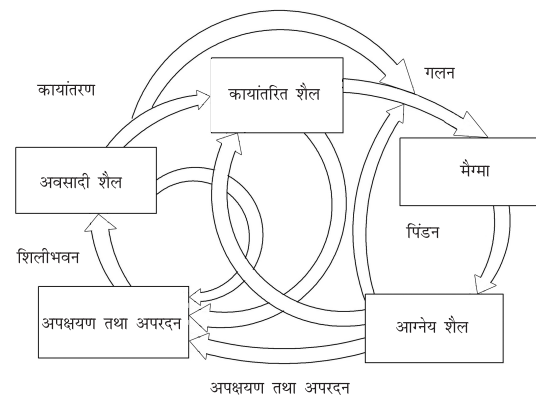 कायांतरण
गलन
कायांतरित शैल
मैग्मा
अवसादी शैल
पिंडन
शिलीभवन
अपक्षयण तथा अपरदन
आग्नेय शैल
अपक्षयण तथा अपरदन